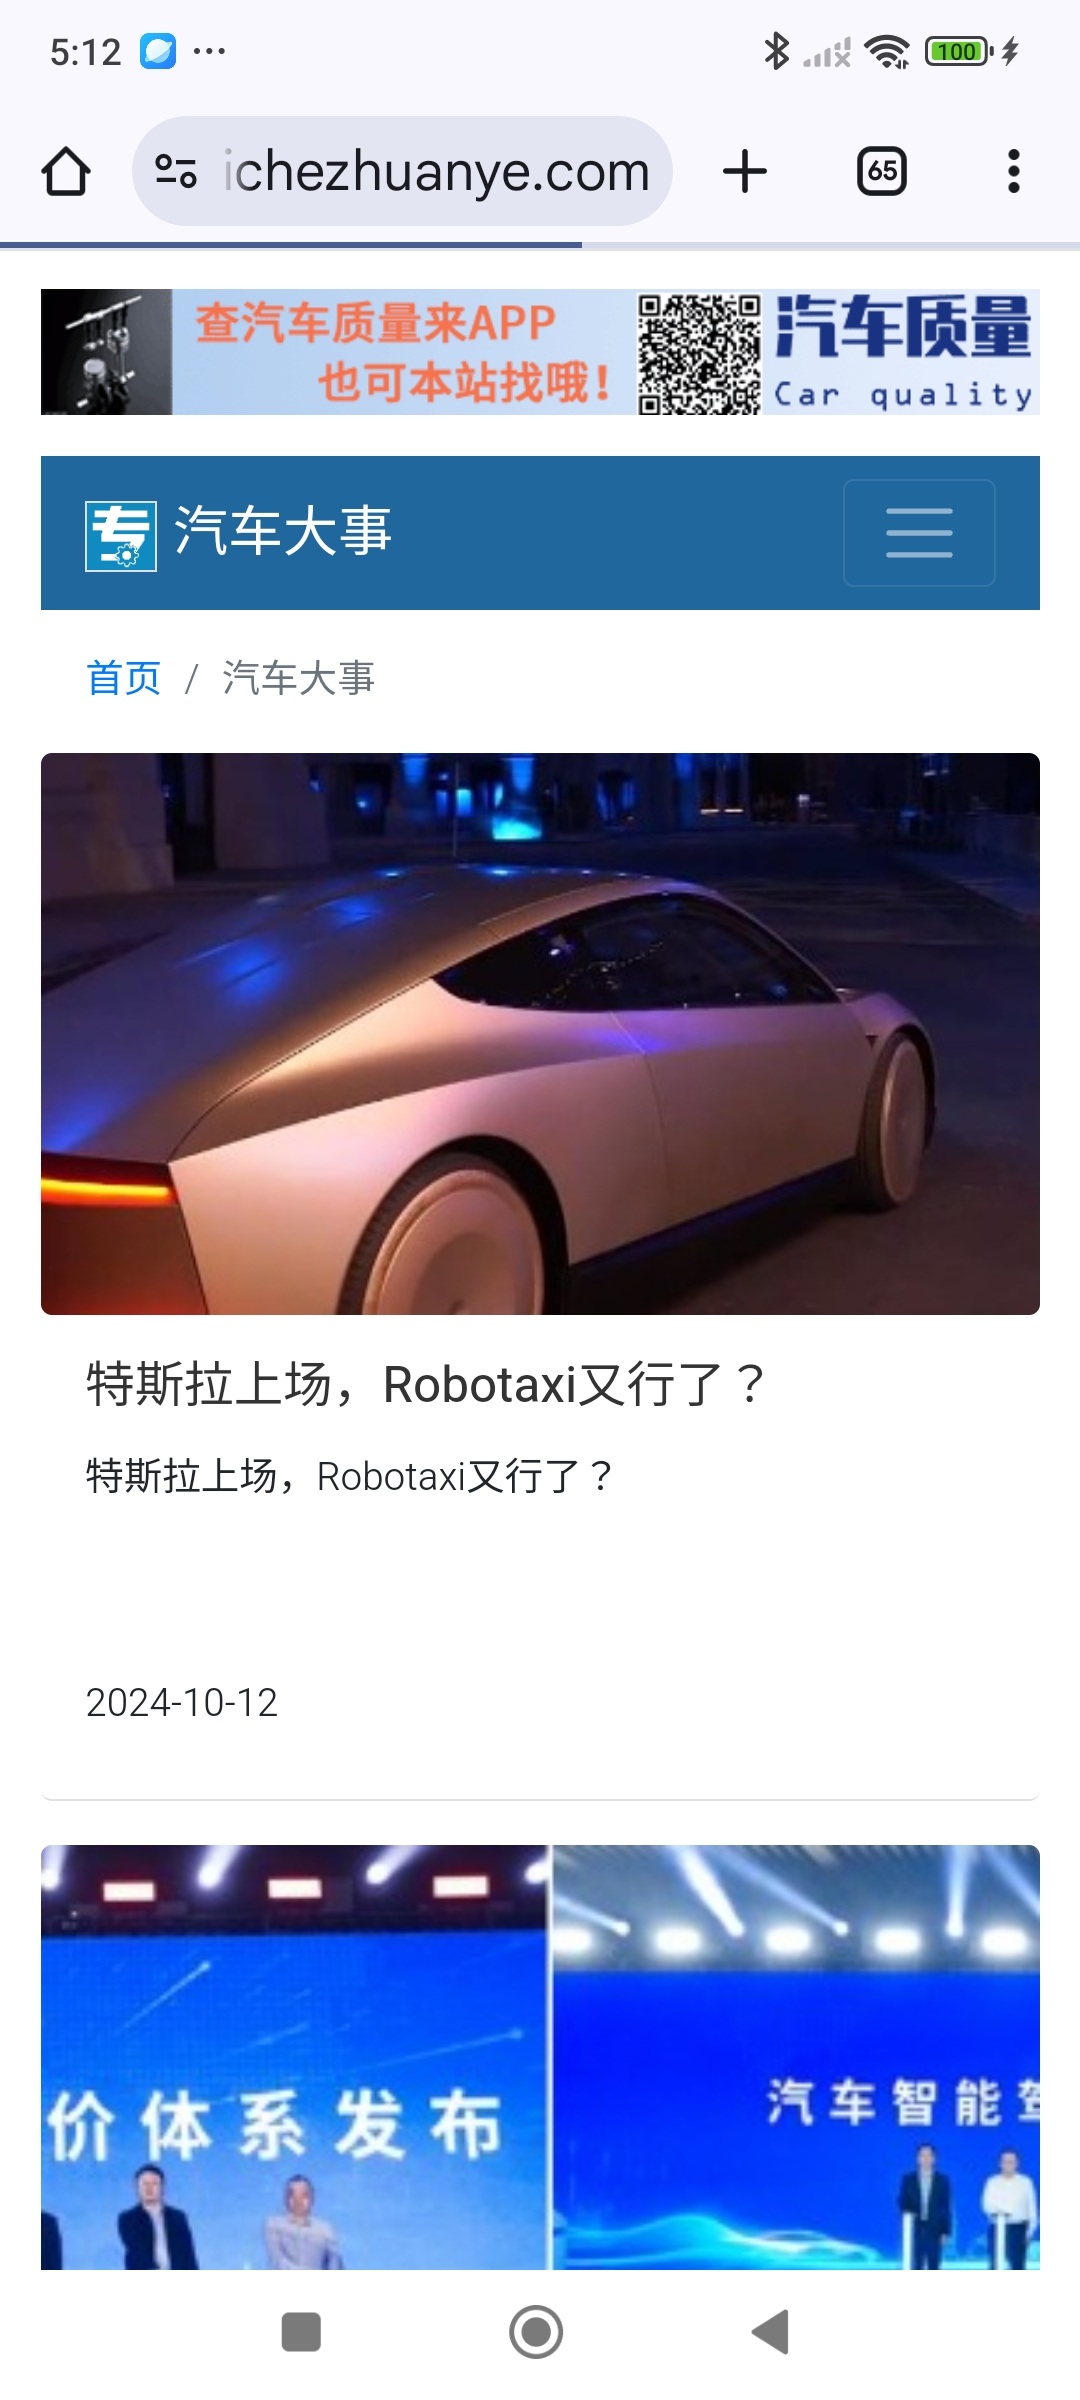 5:12
100
ichezhuanye.com
65
查汽车质量来APP
也可本站找哦！
汽车质量
Car quality
专
汽车大事
首页 / 汽车大事
特斯拉上场，Robotaxi又行了？
特斯拉上场，Robotaxi又行了？
2024-10-12
价体系发布
汽车智能驾